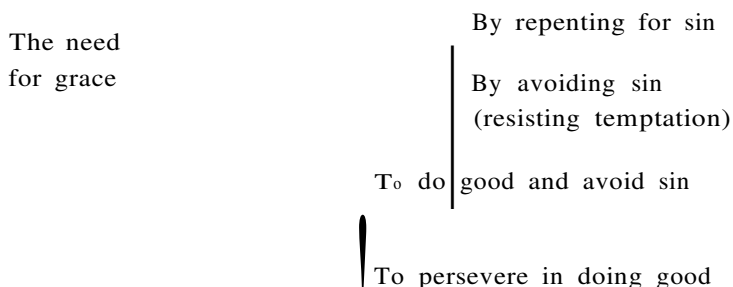 The need
for grace
By repenting for sin
By avoiding sin
(resisting temptation)
To do good and avoid sin
To persevere in doing good